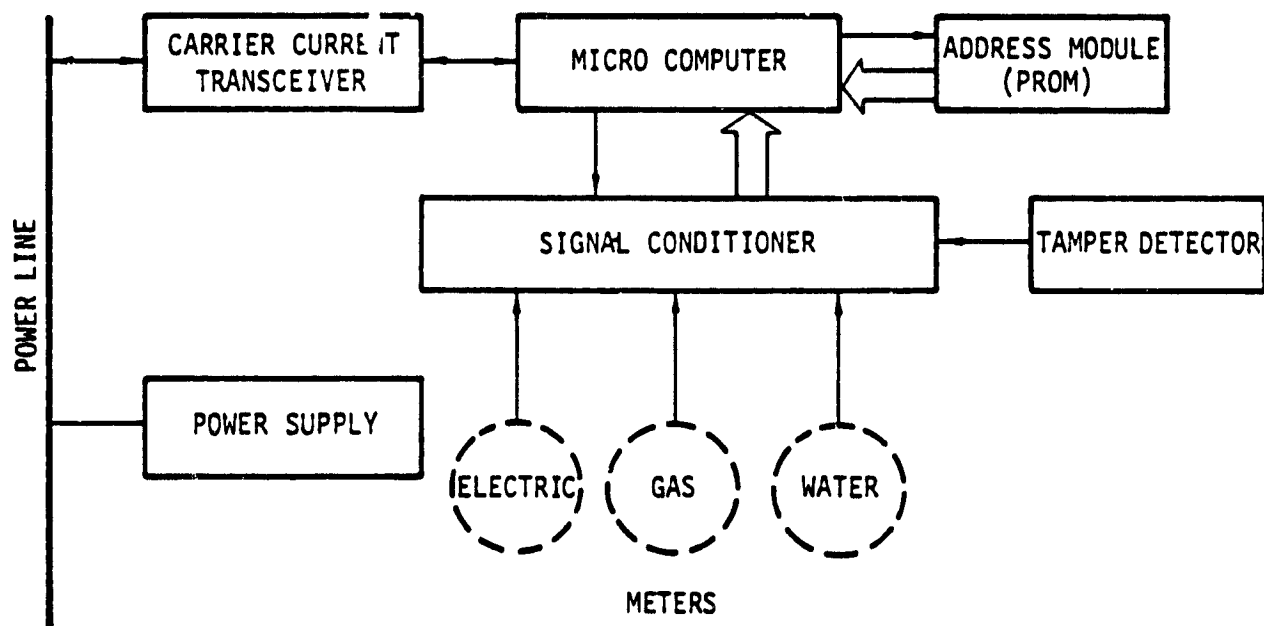 CARRIER CURRENT
TRANSCEIVER
MICRO COMPUTER
ADDRESS MODULE
(PROM)
POWER LINE
SIGNAL CONDITIONER
TAMPER DETECTOR
POWER SUPPLY
ELECTRIC
GAS
WATER
METERS